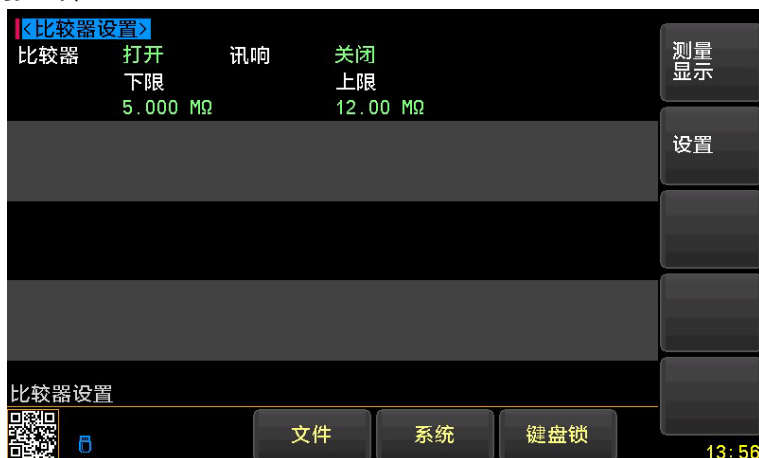 <比较器设置>
比较器 打开 讯响 关闭
下限 上限
5.000 MΩ 12.00 MΩ
测量
显示
设置
比较器设置
文件 系统 键盘锁
13:56